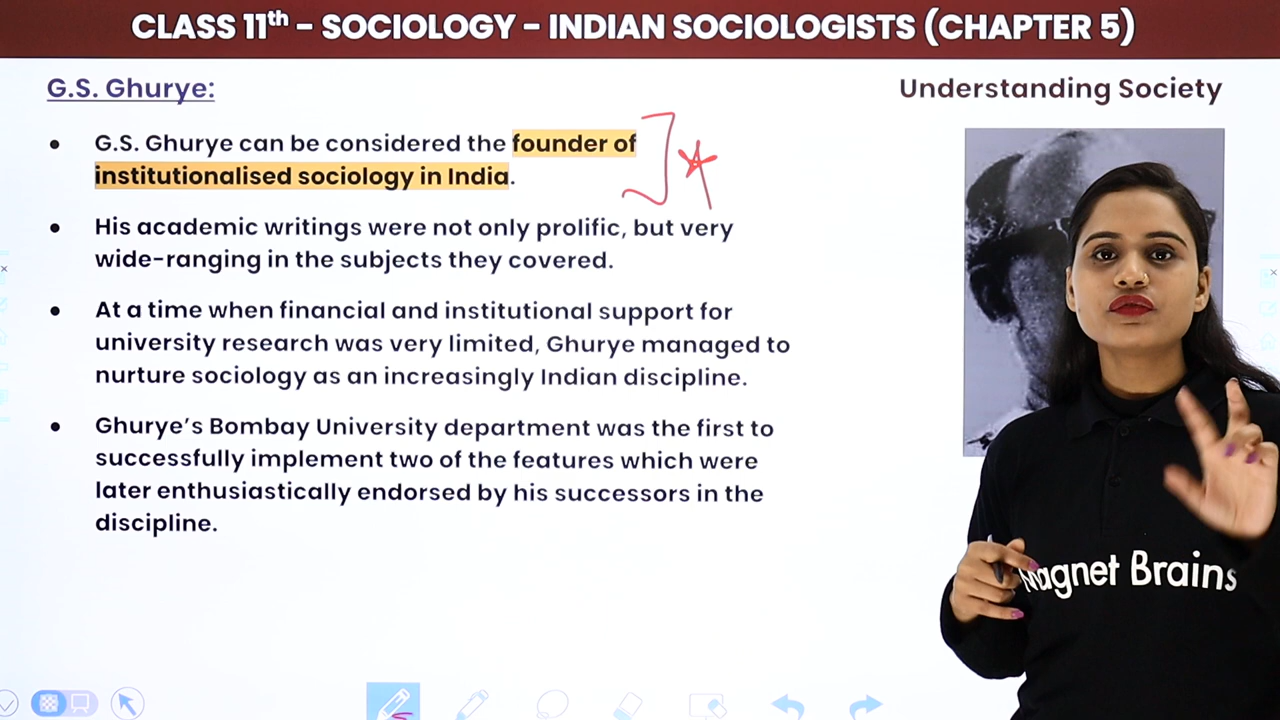 CLASS 11th – SOCIOLOGY – INDIAN SOCIOLOGISTS (CHAPTER 5)
G.S. Ghurye:
Understanding Society
• G.S. Ghurye can be considered the founder of
institutionalised sociology in India.
• His academic writings were not only prolific, but very
wide-ranging in the subjects they covered.
• At a time when financial and institutional support for
university research was very limited, Ghurye managed to
nurture sociology as an increasingly Indian discipline.
• Ghurye's Bombay University department was the first to
successfully implement two of the features which were
later enthusiastically endorsed by his successors in the
discipline.
Magnet Brains